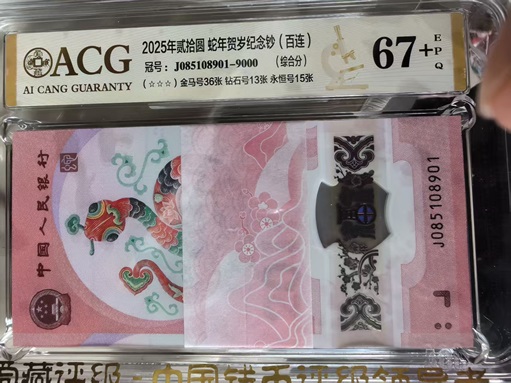 ACG
AI CANG GUARANTY
2025年贰拾圆 蛇年贺岁纪念钞（百连）
冠号：J085108901-9000 （综合分）
(☆☆☆) 金马号36张 钻石号13张 永恒号15张
67+
EPQ
中国人民银行
J085108901